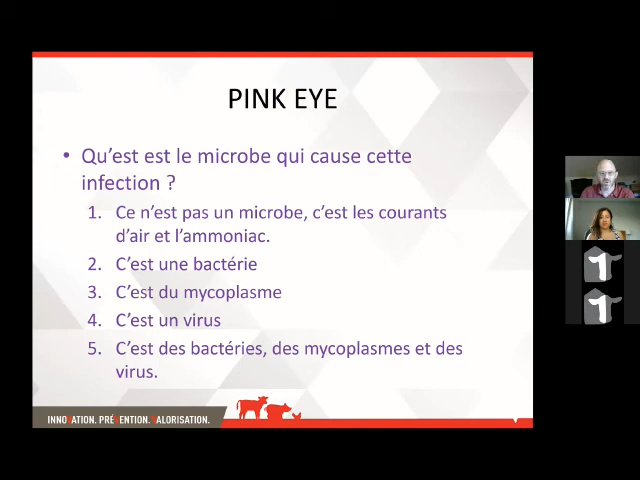 PINK EYE
• Qu'est est le microbe qui cause cette
infection ?
1. Ce n'est pas un microbe, c'est les courants
d'air et l'ammoniac.
2. C'est une bactérie
3. C'est du mycoplasme
4. C'est un virus
5. C'est des bactéries, des mycoplasmes et des
virus.
INNOVATION. PRÉVENTION. VALORISATION.